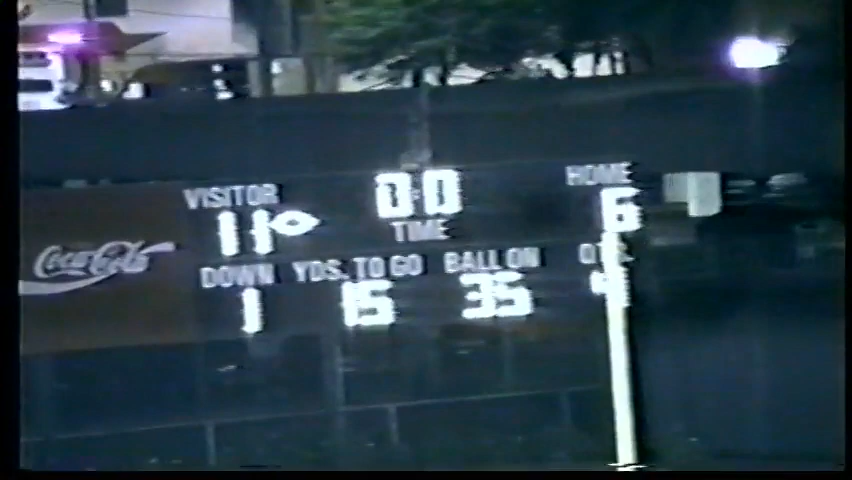 VISITOR 0:0 HOME
11 TIME 6
Coca-Cola
DOWN YDS. TO GO BALL ON QTR.
1 15 35